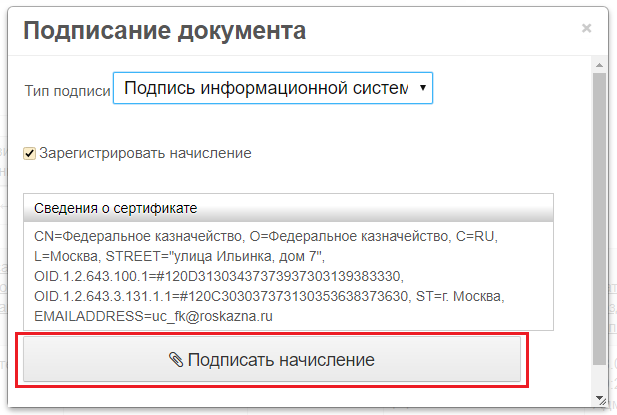 Подписание документа
×
Тип подписи Подпись информационной систем
Зарегистрировать начисление
Сведения о сертификате
CN=Федеральное казначейство, O=Федеральное казначейство, C=RU,
L=Москва, STREET="улица Ильинка, дом 7",
OID.1.2.643.100.1=#120D31303437373937303139383330,
OID.1.2.643.3.131.1.1=#120C303037373130353638373630, ST=г. Москва,
EMAILADDRESS=uc_fk@roskazna.ru
Подписать начисление